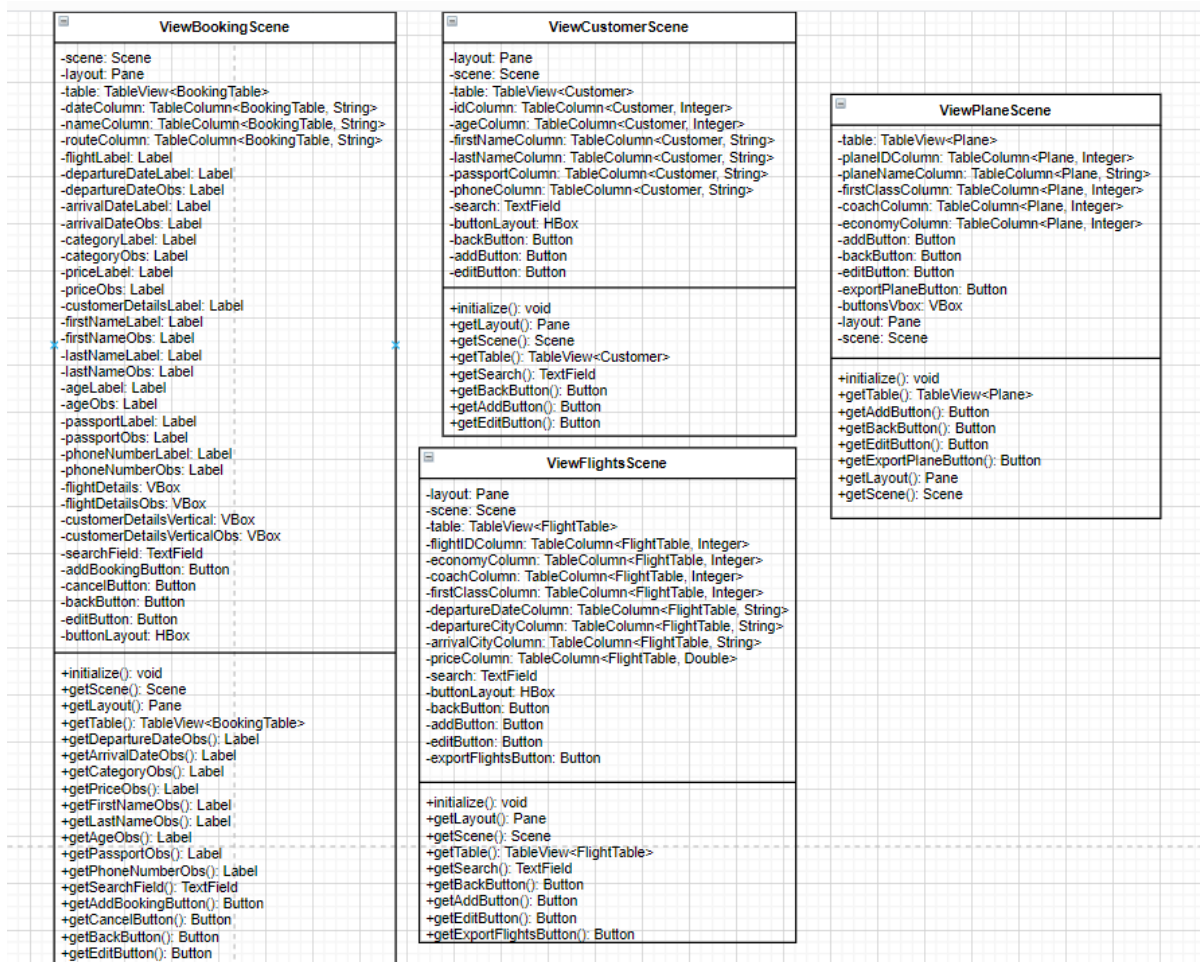 ViewBookingScene
-scene: Scene
-layout: Pane
-table: TableView<BookingTable>
-dateColumn: TableColumn<BookingTable, String>
-nameColumn: TableColumn<BookingTable, String>
-routeColumn: TableColumn<BookingTable, String>
-flightLabel: Label
-departureDateLabel: Label
-departureDateObs: Label
-arrivalDateLabel: Label
-arrivalDateObs: Label
-categoryLabel: Label
-categoryObs: Label
-priceLabel: Label
-priceObs: Label
-customerDetailsLabel: Label
-firstNameLabel: Label
-firstNameObs: Label
-lastNameLabel: Label
-lastNameObs: Label
-ageLabel: Label
-ageObs: Label
-passportLabel: Label
-passportObs: Label
-phoneNumberLabel: Label
-phoneNumberObs: Label
-flightDetails: VBox
-flightDetailsObs: VBox
-customerDetailsVertical: VBox
-customerDetailsVerticalObs: VBox
-searchField: TextField
-addBookingButton: Button
-cancelButton: Button
-backButton: Button
-editButton: Button
-buttonLayout: HBox
+initialize(): void
+getScene(): Scene
+getLayout(): Pane
+getTable(): TableView<BookingTable>
+getDepartureDateObs(): Label
+getArrivalDateObs(): Label
+getCategoryObs(): Label
+getPriceObs(): Label
+getFirstNameObs(): Label
+getLastNameObs(): Label
+getAgeObs(): Label
+getPassportObs(): Label
+getPhoneNumberObs(): Label
+getSearchField(): TextField
+getAddBookingButton(): Button
+getCancelButton(): Button
+getBackButton(): Button
+getEditButton(): Button
ViewCustomerScene
-layout: Pane
-scene: Scene
-table: TableView<Customer>
-idColumn: TableColumn<Customer, Integer>
-ageColumn: TableColumn<Customer, Integer>
-firstNameColumn: TableColumn<Customer, String>
-lastNameColumn: TableColumn<Customer, String>
-passportColumn: TableColumn<Customer, String>
-phoneColumn: TableColumn<Customer, String>
-search: TextField
-buttonLayout: HBox
-backButton: Button
-addButton: Button
-editButton: Button
+initialize(): void
+getLayout(): Pane
+getScene(): Scene
+getTable(): TableView<Customer>
+getSearch(): TextField
+getBackButton(): Button
+getAddButton(): Button
+getEditButton(): Button
ViewFlightsScene
-layout: Pane
-scene: Scene
-table: TableView<FlightTable>
-flightIDColumn: TableColumn<FlightTable, Integer>
-economyColumn: TableColumn<FlightTable, Integer>
-coachColumn: TableColumn<FlightTable, Integer>
-firstClassColumn: TableColumn<FlightTable, Integer>
-departureDateColumn: TableColumn<FlightTable, String>
-departureCityColumn: TableColumn<FlightTable, String>
-arrivalCityColumn: TableColumn<FlightTable, String>
-priceColumn: TableColumn<FlightTable, Double>
-search: TextField
-buttonLayout: HBox
-backButton: Button
-addButton: Button
-editButton: Button
-exportFlightsButton: Button
+initialize(): void
+getLayout(): Pane
+getScene(): Scene
+getTable(): TableView<FlightTable>
+getSearch(): TextField
+getBackButton(): Button
+getAddButton(): Button
+getEditButton(): Button
+getExportFlightsButton(): Button
ViewPlaneScene
-table: TableView<Plane>
-planeIDColumn: TableColumn<Plane, Integer>
-planeNameColumn: TableColumn<Plane, String>
-firstClassColumn: TableColumn<Plane, Integer>
-coachColumn: TableColumn<Plane, Integer>
-economyColumn: TableColumn<Plane, Integer>
-addButton: Button
-backButton: Button
-editButton: Button
-exportPlaneButton: Button
-buttonsVbox: VBox
-layout: Pane
-scene: Scene
+initialize(): void
+getTable(): TableView<Plane>
+getAddButton(): Button
+getBackButton(): Button
+getEditButton(): Button
+getExportPlaneButton(): Button
+getLayout(): Pane
+getScene(): Scene